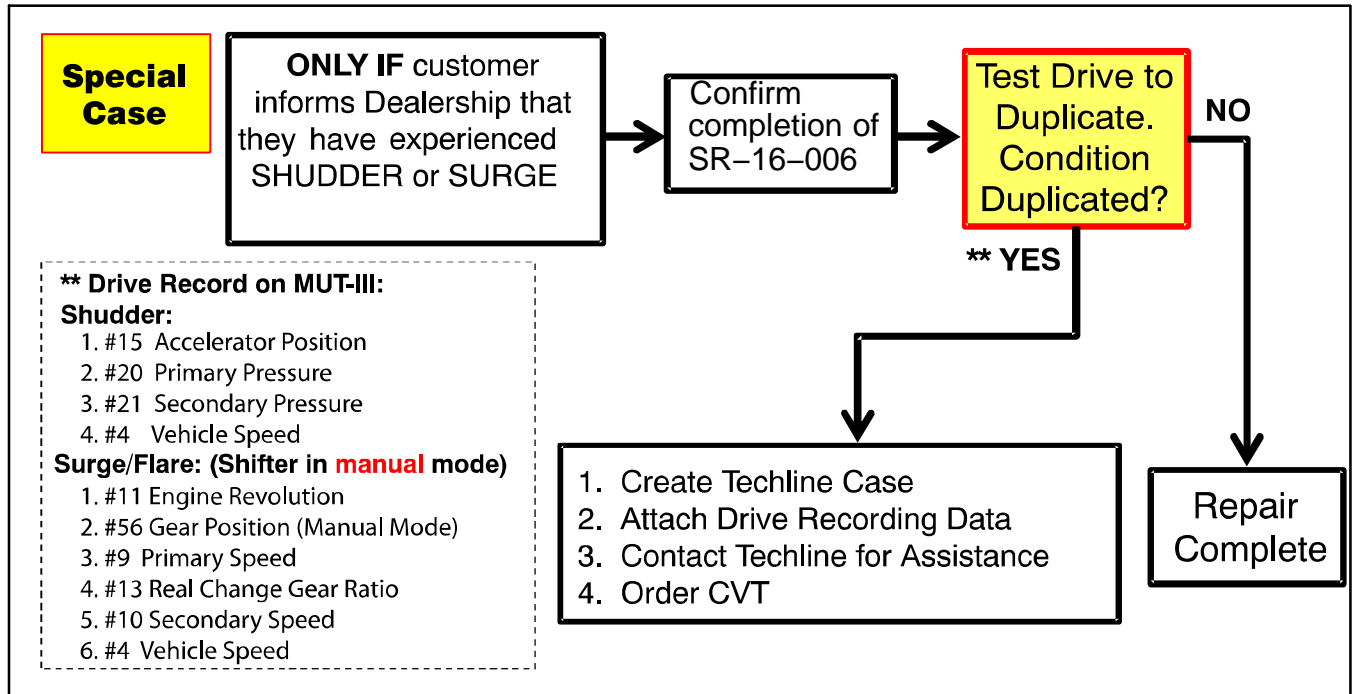 Special
Case
ONLY IF customer
informs Dealership that
they have experienced
SHUDDER or SURGE
Confirm
completion of
SR–16–006
Test Drive to
Duplicate.
Condition
Duplicated?
NO
** YES
** Drive Record on MUT-III:
Shudder:
1. #15 Accelerator Position
2. #20 Primary Pressure
3. #21 Secondary Pressure
4. #4 Vehicle Speed
Surge/Flare: (Shifter in manual mode)
1. #11 Engine Revolution
2. #56 Gear Position (Manual Mode)
3. #9 Primary Speed
4. #13 Real Change Gear Ratio
5. #10 Secondary Speed
6. #4 Vehicle Speed
1. Create Techline Case
2. Attach Drive Recording Data
3. Contact Techline for Assistance
4. Order CVT
Repair
Complete